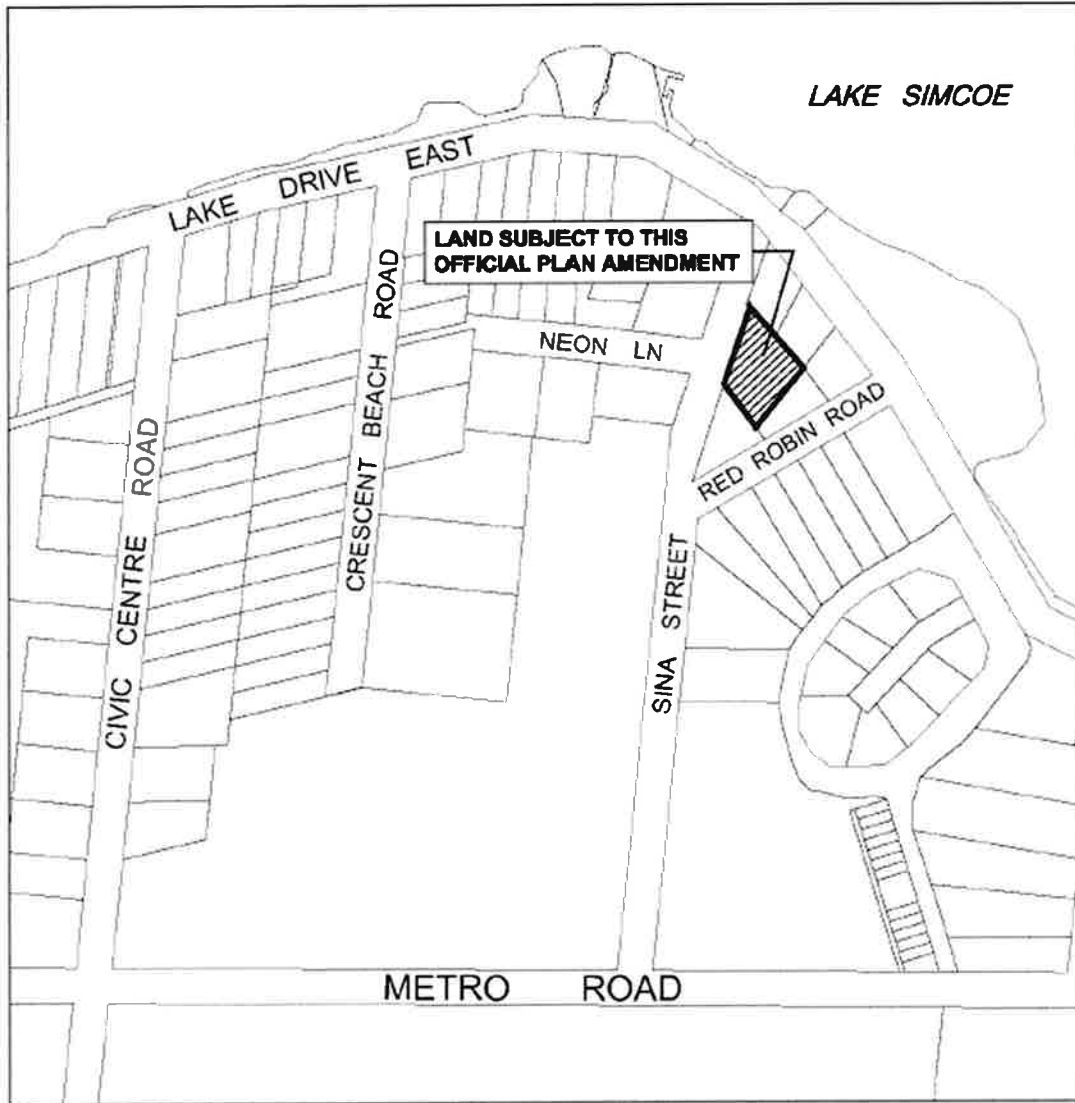 LAKE SIMCOE
LAKE DRIVE EAST
LAND SUBJECT TO THIS
OFFICIAL PLAN AMENDMENT
NEON LN
CRESCENT BEACH ROAD
RED ROBIN ROAD
CIVIC CENTRE ROAD
SINA STREET
METRO ROAD